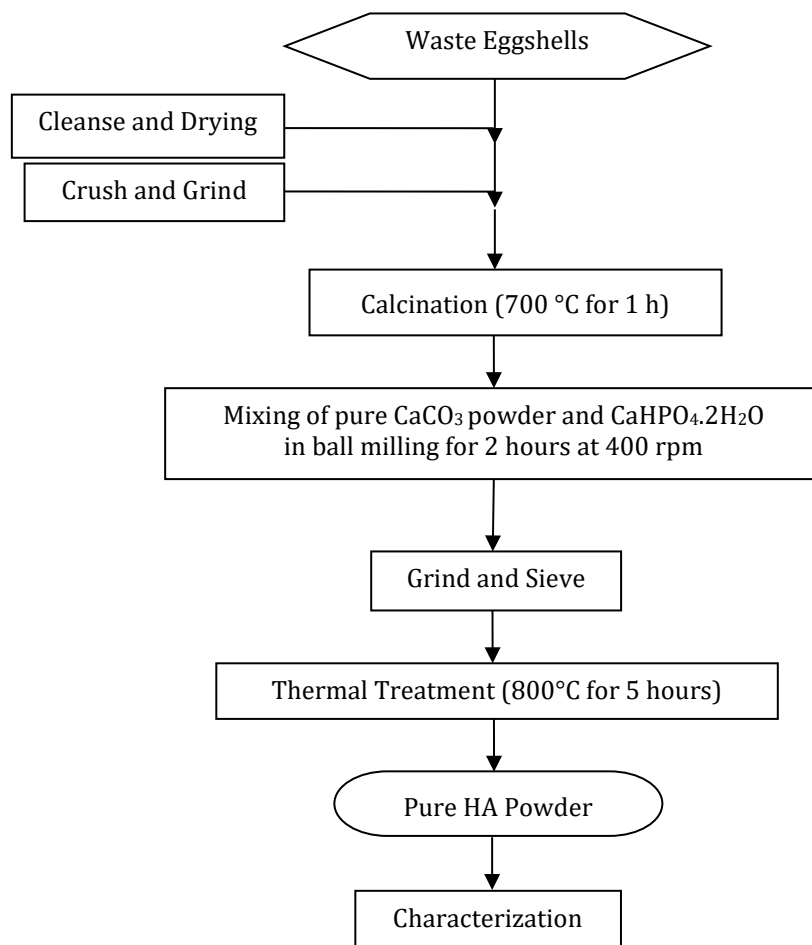 Waste Eggshells
Cleanse and Drying
Crush and Grind
Calcination (700 °C for 1 h)
Mixing of pure CaCO₃ powder and CaHPO₄.2H₂O
in ball milling for 2 hours at 400 rpm
Grind and Sieve
Thermal Treatment (800°C for 5 hours)
Pure HA Powder
Characterization